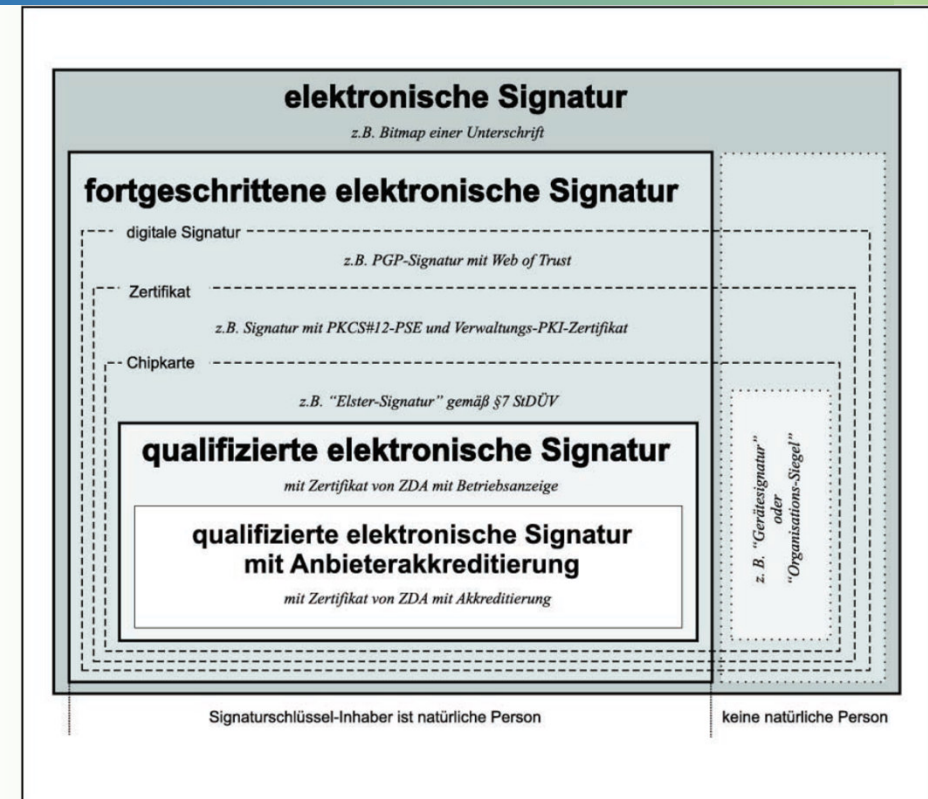 elektronische Signatur
z.B. Bitmap einer Unterschrift
fortgeschrittene elektronische Signatur
digitale Signatur
z.B. PGP-Signatur mit Web of Trust
Zertifikat
z.B. Signatur mit PKCS#12-PSE und Verwaltungs-PKI-Zertifikat
Chipkarte
z.B. “Elster-Signatur” gemäß §7 StDÜV
qualifizierte elektronische Signatur
mit Zertifikat von ZDA mit Betriebsanzeige
qualifizierte elektronische Signatur
mit Anbieterakkreditierung
mit Zertifikat von ZDA mit Akkreditierung
z. B. “Gerätesignatur”
oder
“Organisations-Siegel”
Signaturschlüssel-Inhaber ist natürliche Person
keine natürliche Person